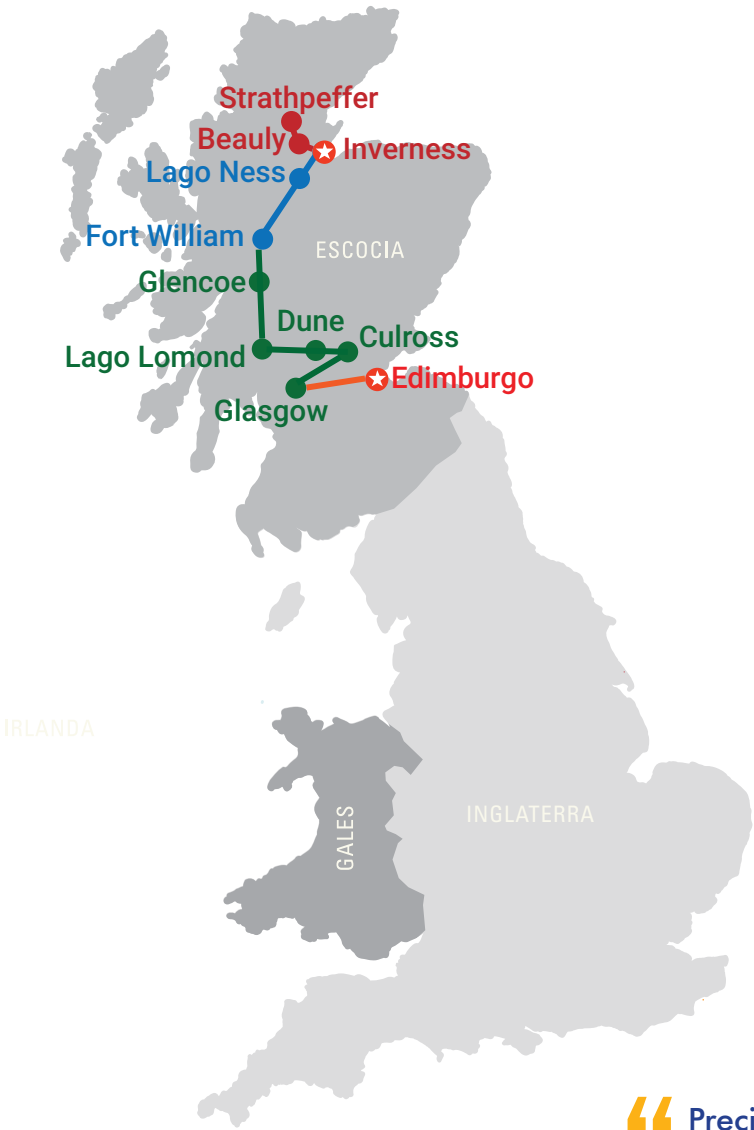 Strathpeffer
Beauly
Inverness
Lago Ness
Fort William
ESCOCIA
Glencoe
Dune
Culross
Lago Lomond
Edimburgo
Glasgow
IRLANDA
GALES
INGLATERRA
“ Preci